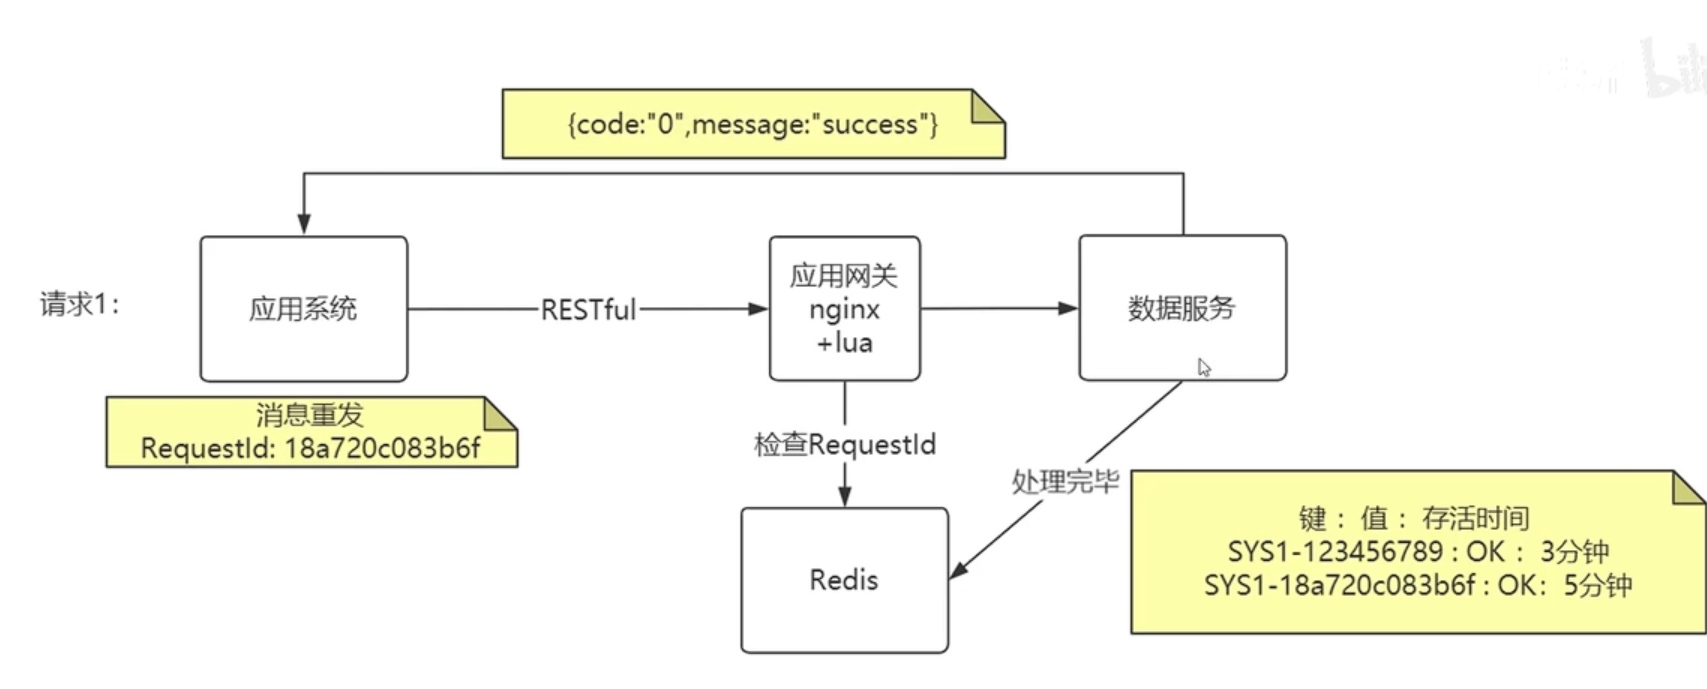 {code:"0",message:"success"}
请求1:
应用系统
RESTful
应用网关
nginx
+lua
数据服务
消息重发
RequestId: 18a720c083b6f
检查RequestId
处理完毕
Redis
键 : 值 : 存活时间
SYS1-123456789 : OK : 3分钟
SYS1-18a720c083b6f : OK: 5分钟